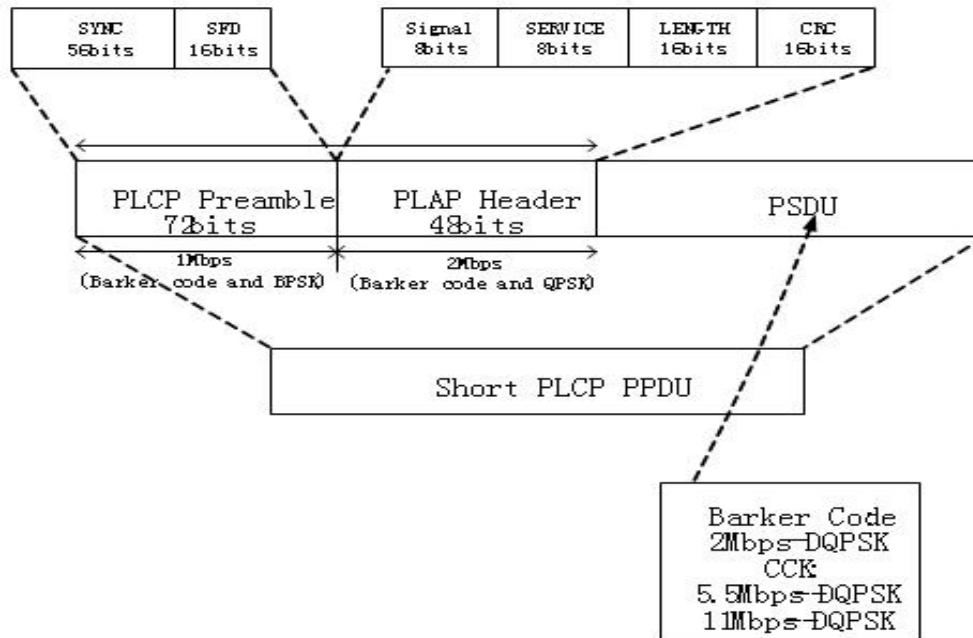 SYNC
56bits
SFD
16bits
Signal
8bits
SERVICE
8bits
LENGTH
16bits
CRC
16bits
PLCP Preamble
72bits
PLAP Header
48bits
PSDU
1Mbps
(Barker code and BPSK)
2Mbps
(Barker code and QPSK)
Short PLCP PPDU
Barker Code
2Mbps-DQPSK
CCK:
5.5Mbps-DQPSK
11Mbps-DQPSK